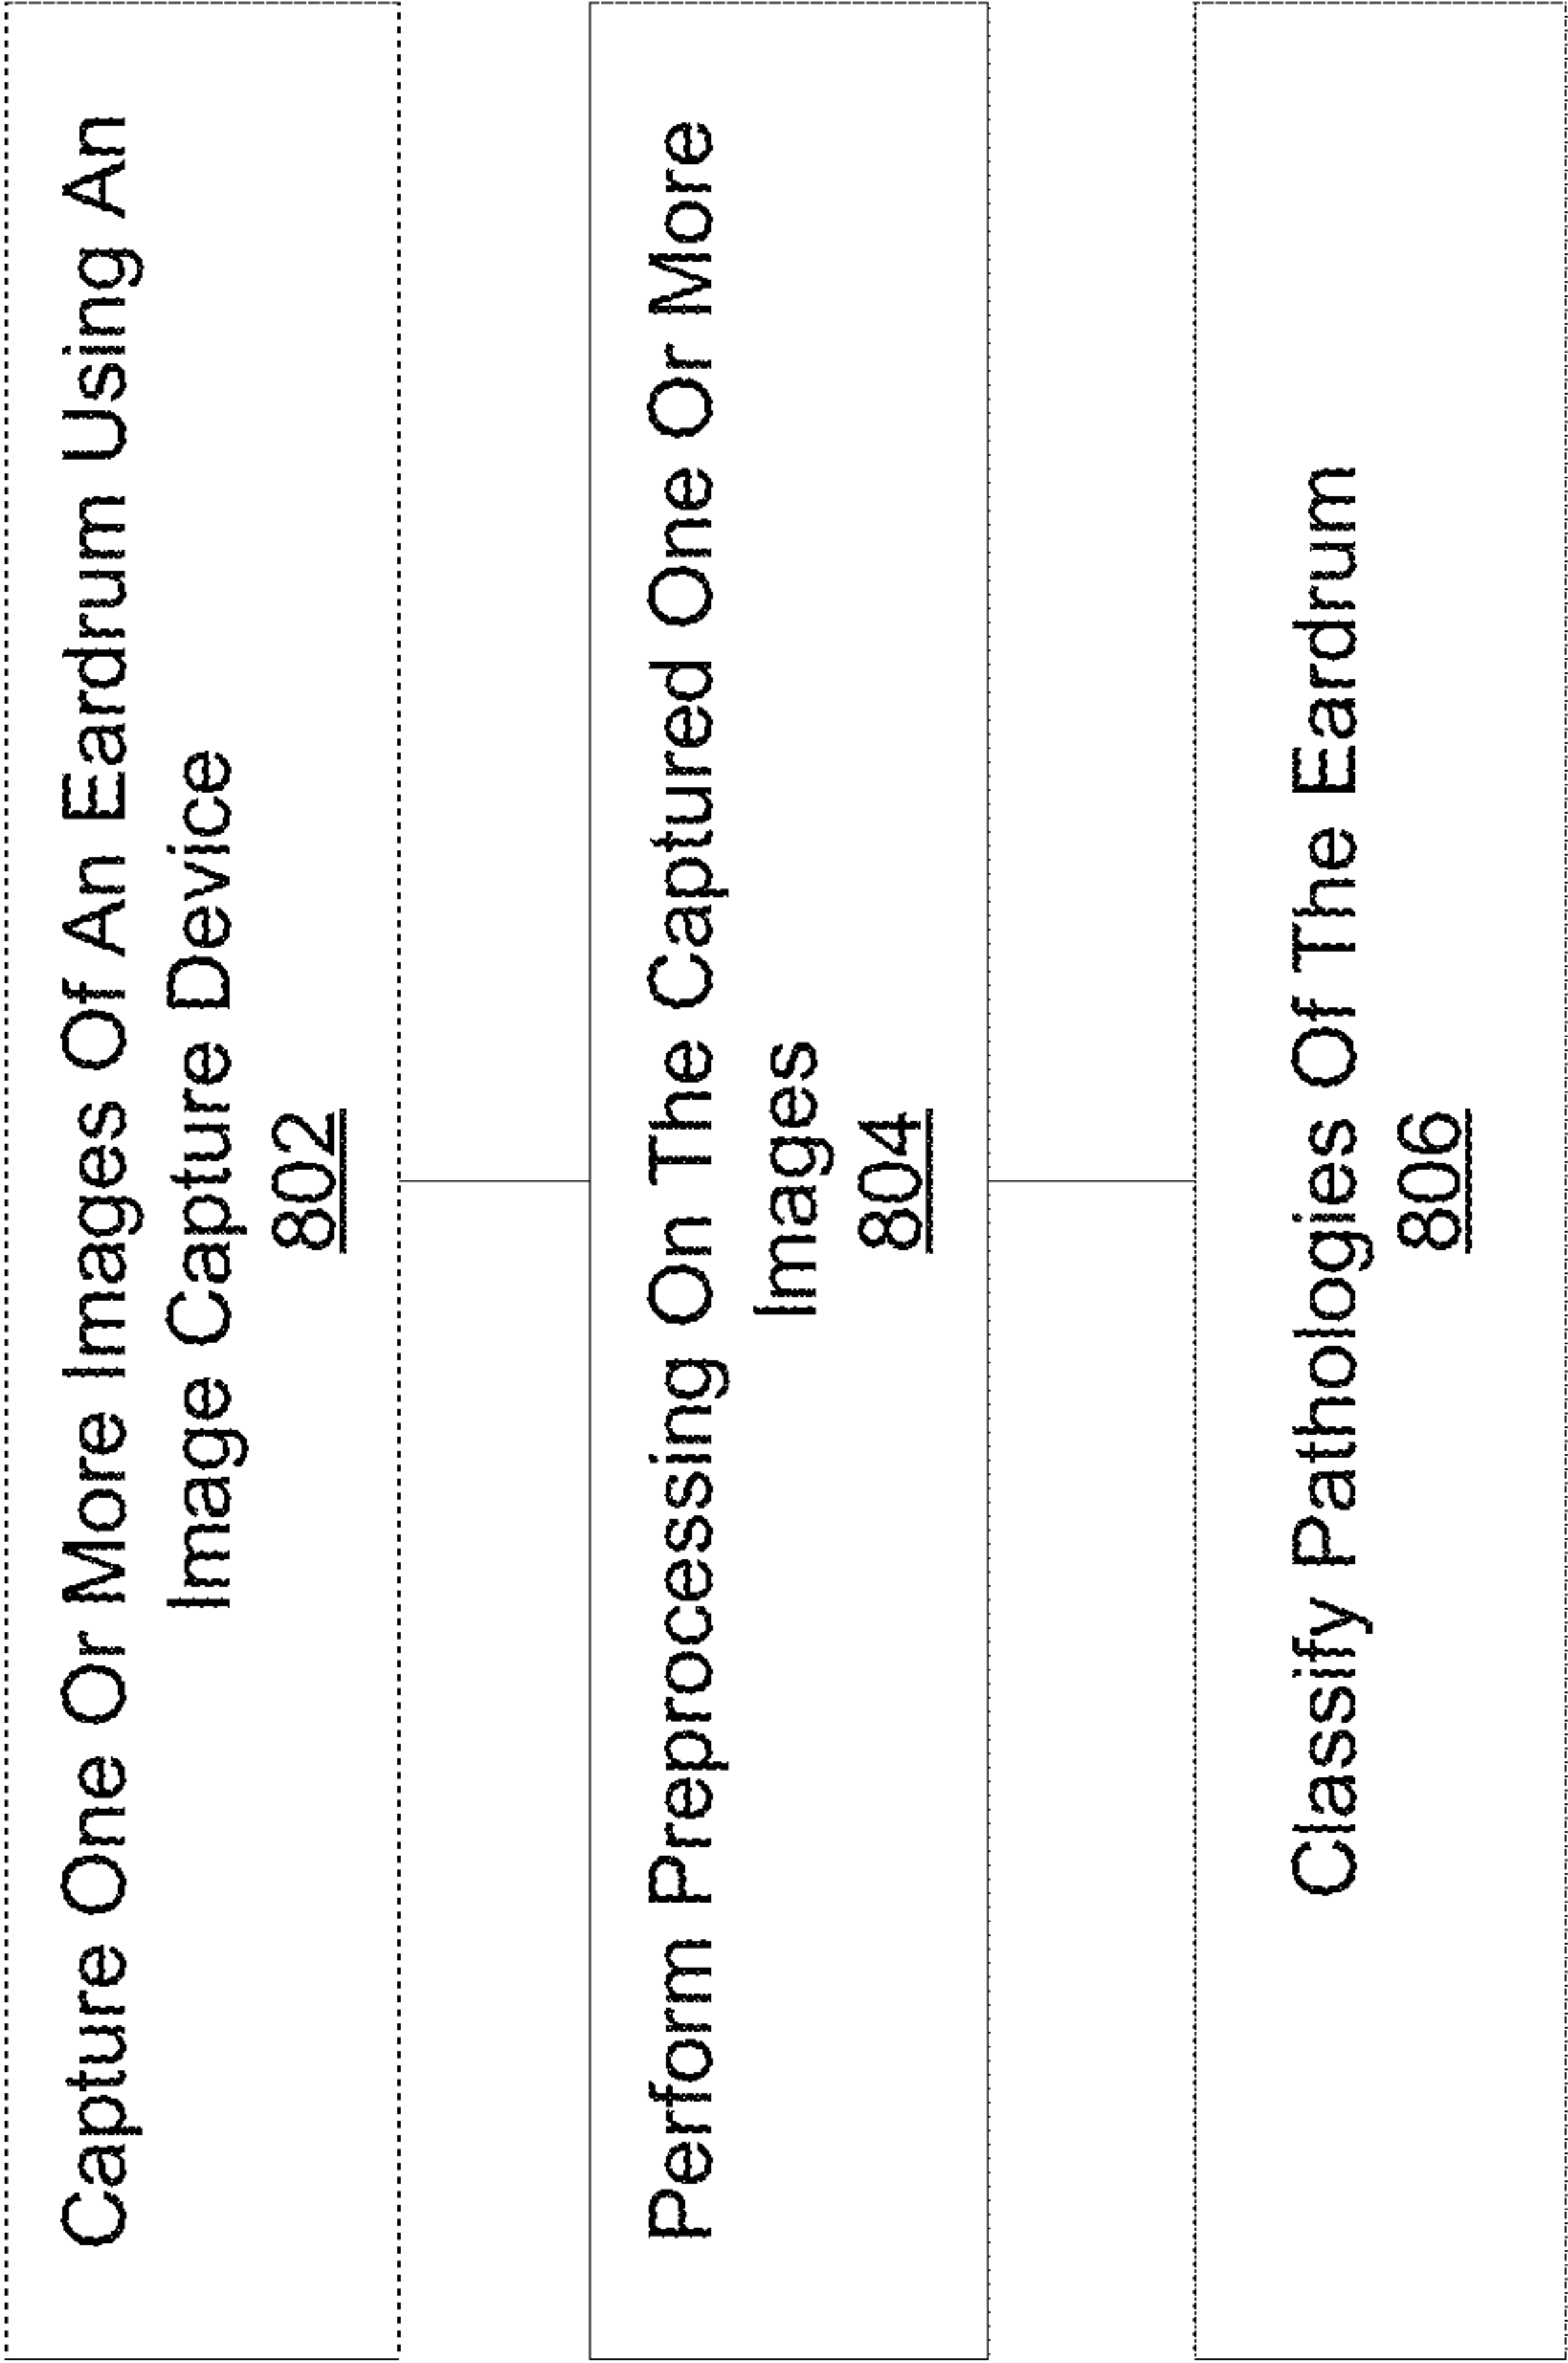 Capture One Or More Images Of An Eardrum Using An
Image Capture Device
802
Perform Preprocessing On The Captured One Or More
Images
804
Classify Pathologies Of The Eardrum
806